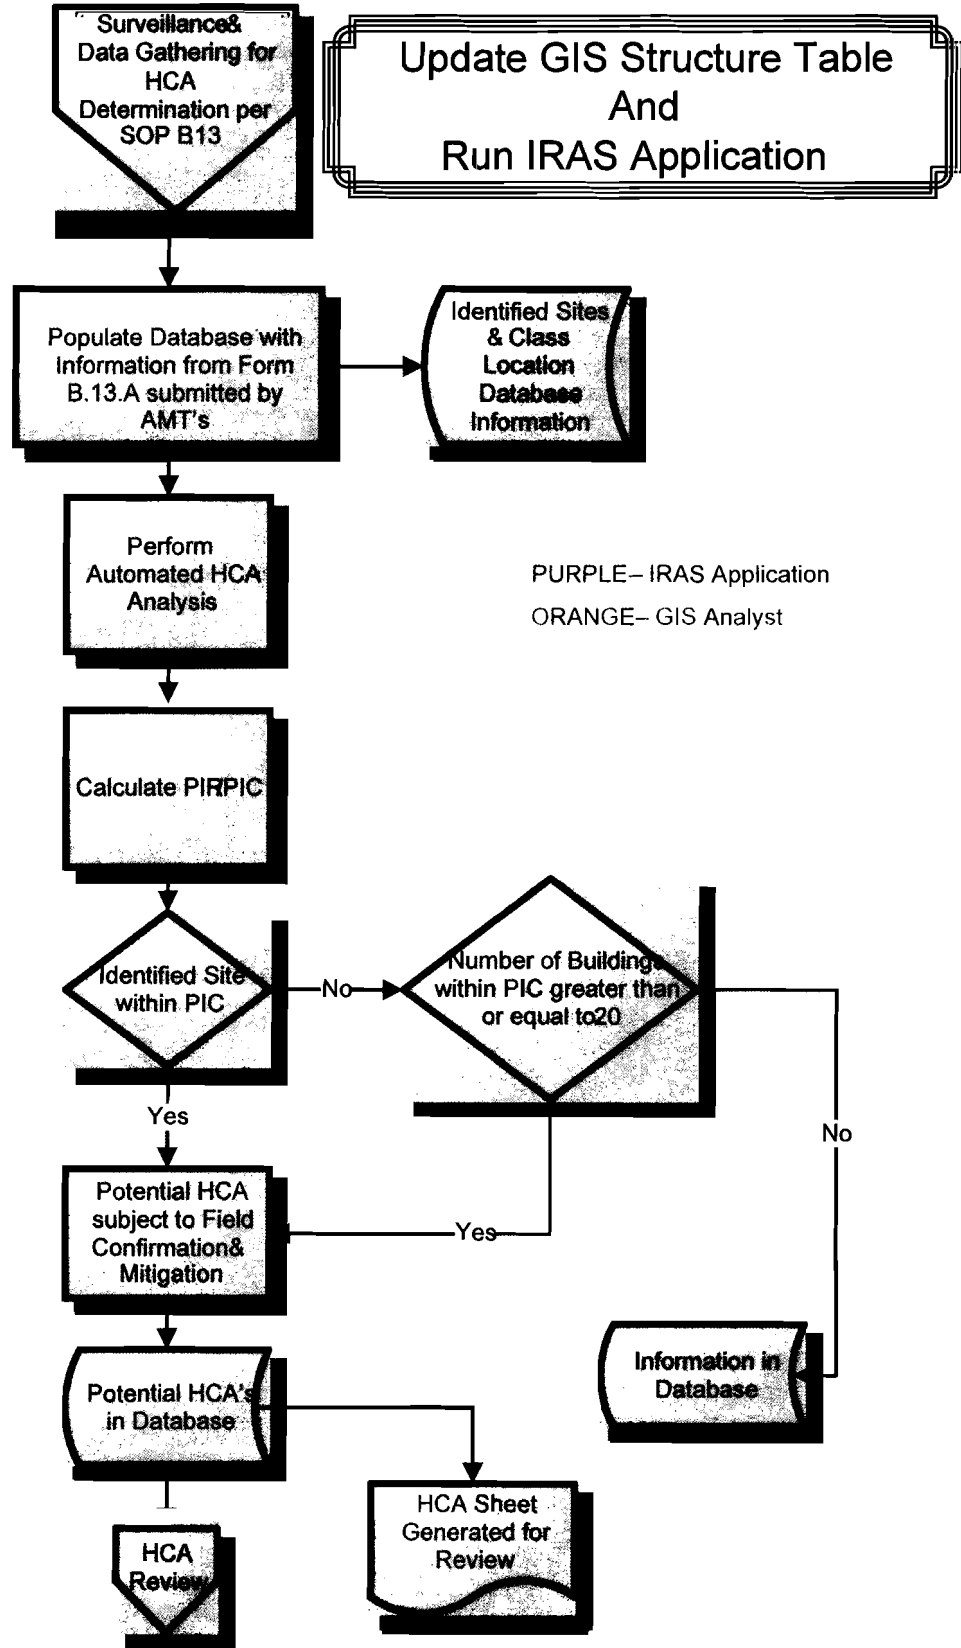 Surveillance&
Data Gathering for
HCA
Determination per
SOP B13
Update GIS Structure Table
And
Run IRAS Application
Populate Database with
Information from Form
B.13.A submitted by
AMT's
Identified Sites
& Class
Location
Database
Information
Perform
Automated HCA
Analysis
PURPLE– IRAS Application
ORANGE– GIS Analyst
Calculate PIRPIC
Identified Site
within PIC
No
Number of Buildings
within PIC greater than
or equal to20
Yes
No
Potential HCA
subject to Field
Confirmation&
Mitigation
Yes
Potential HCA's
in Database
Information in
Database
HCA Sheet
Generated for
Review
HCA
Review